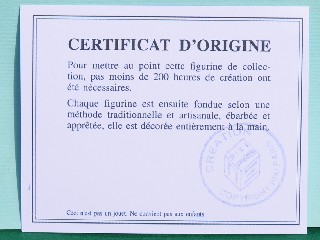 CERTIFICAT D'ORIGINE
Pour mettre au point cette figurine de collec-
tion, pas moins de 200 heures de création ont
été nécessaires.
Chaque figurine est ensuite fondue selon une
méthode traditionnelle et artisanale, ébarbée et
apprêtée, elle est décorée entièrement à la main.
Ceci n'est pas un jouet. Ne convient pas aux enfants